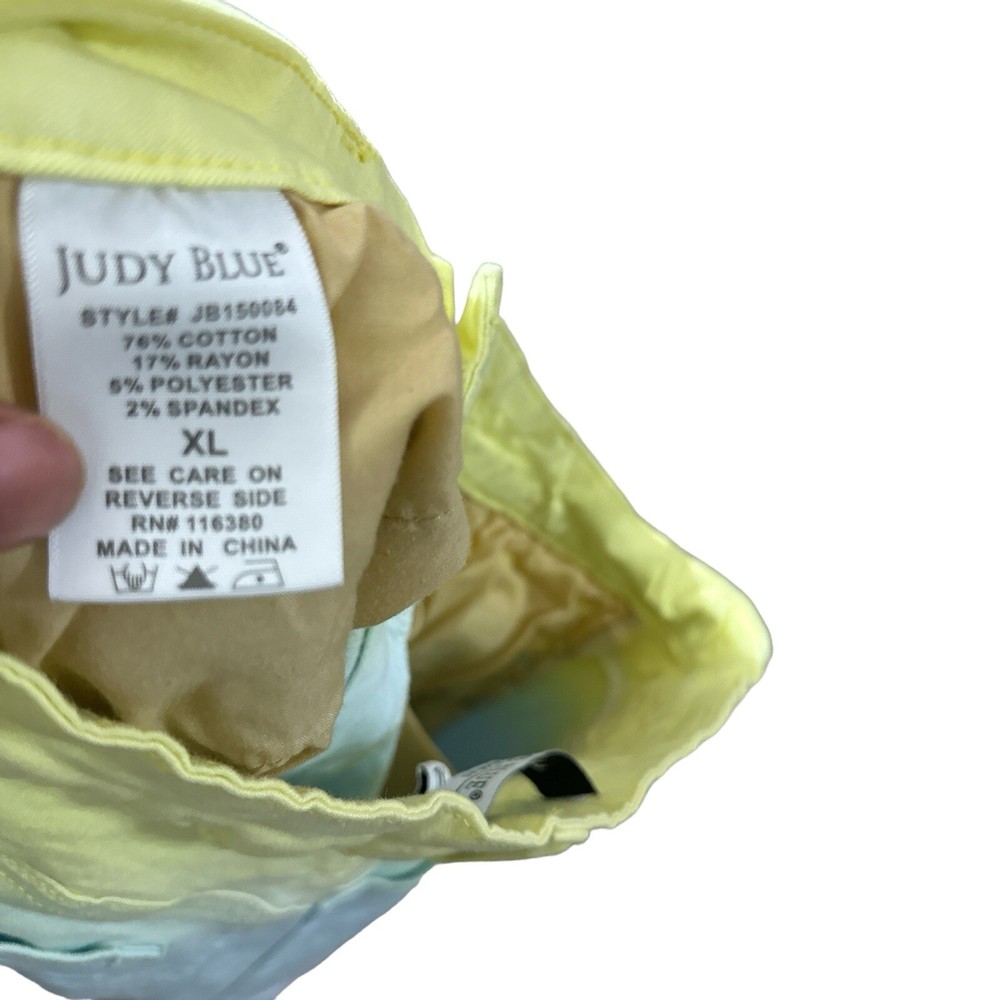 JUDY BLUE®
STYLE# JB150084
76% COTTON
17% RAYON
5% POLYESTER
2% SPANDEX
XL
SEE CARE ON
REVERSE SIDE
RN# 116380
MADE IN CHINA